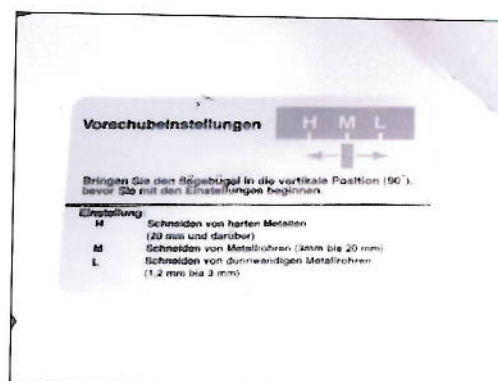 Vorschubeinstellungen
H M L
Bringen Sie den Sägebügel in die vertikale Position (90°),
bevor Sie mit den Einstellungen beginnen.
Einstellung
H Schneiden von harten Metallen
(20 mm und darüber)
M Schneiden von Metallrohren (3mm bis 20 mm)
L Schneiden von dünnwandigen Metallrohren
(1,2 mm bis 3 mm)